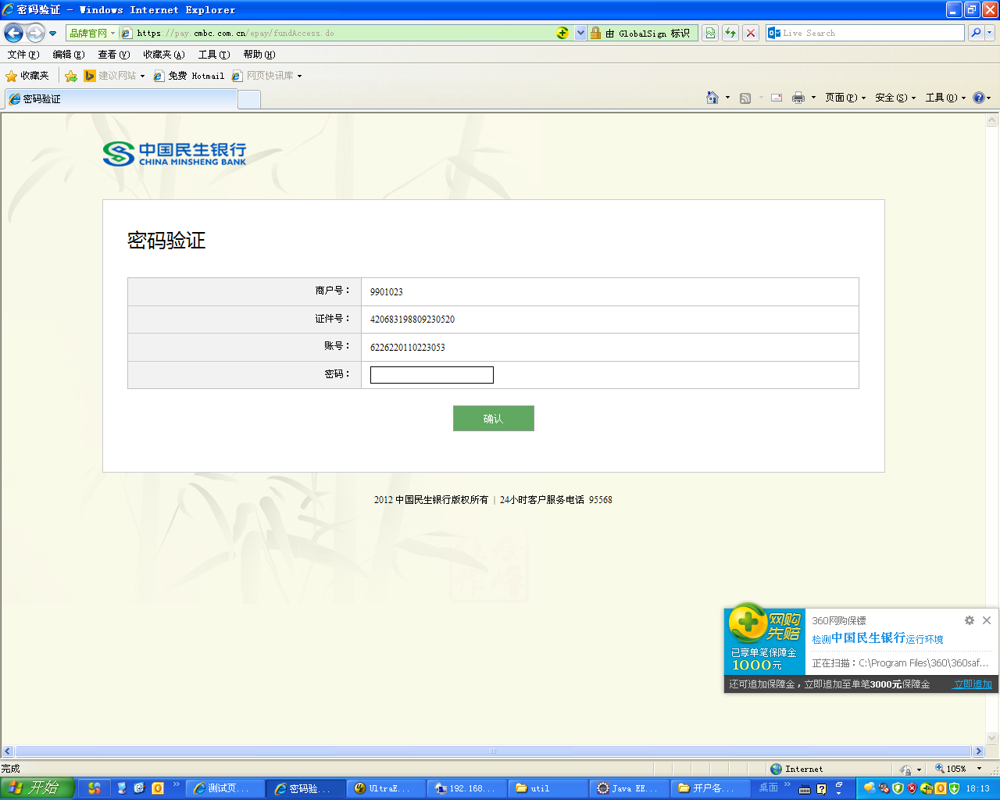 密码验证 - Windows Internet Explorer
品牌官网
https://pay.cmbc.com.cn/epay/fundAccess.do
由 GlobalSign 标识
Live Search
文件(F) 编辑(E) 查看(V) 收藏夹(A) 工具(T) 帮助(H)
收藏夹 建议网站 免费 Hotmail 网页快讯库
密码验证
页面(P) 安全(S) 工具(O)
中国民生银行
CHINA MINSHENG BANK
密码验证
商户号： 9901023
证件号： 420683198809230520
账号： 6226220110223053
密码：
确认
2012 中国民生银行版权所有 | 24小时客户服务电话 95568
网购
先赔
已享单笔保障金
1000元
360网购保镖
检测中国民生银行运行环境
正在扫描：C:\Program Files\360\360saf...
还可追加保障金，立即追加至单笔3000元保障金 立即追加
完成
Internet
105%
开始
测试页...
密码验...
UltraE...
192.168...
util
Java EE...
开户各...
桌面
18:13